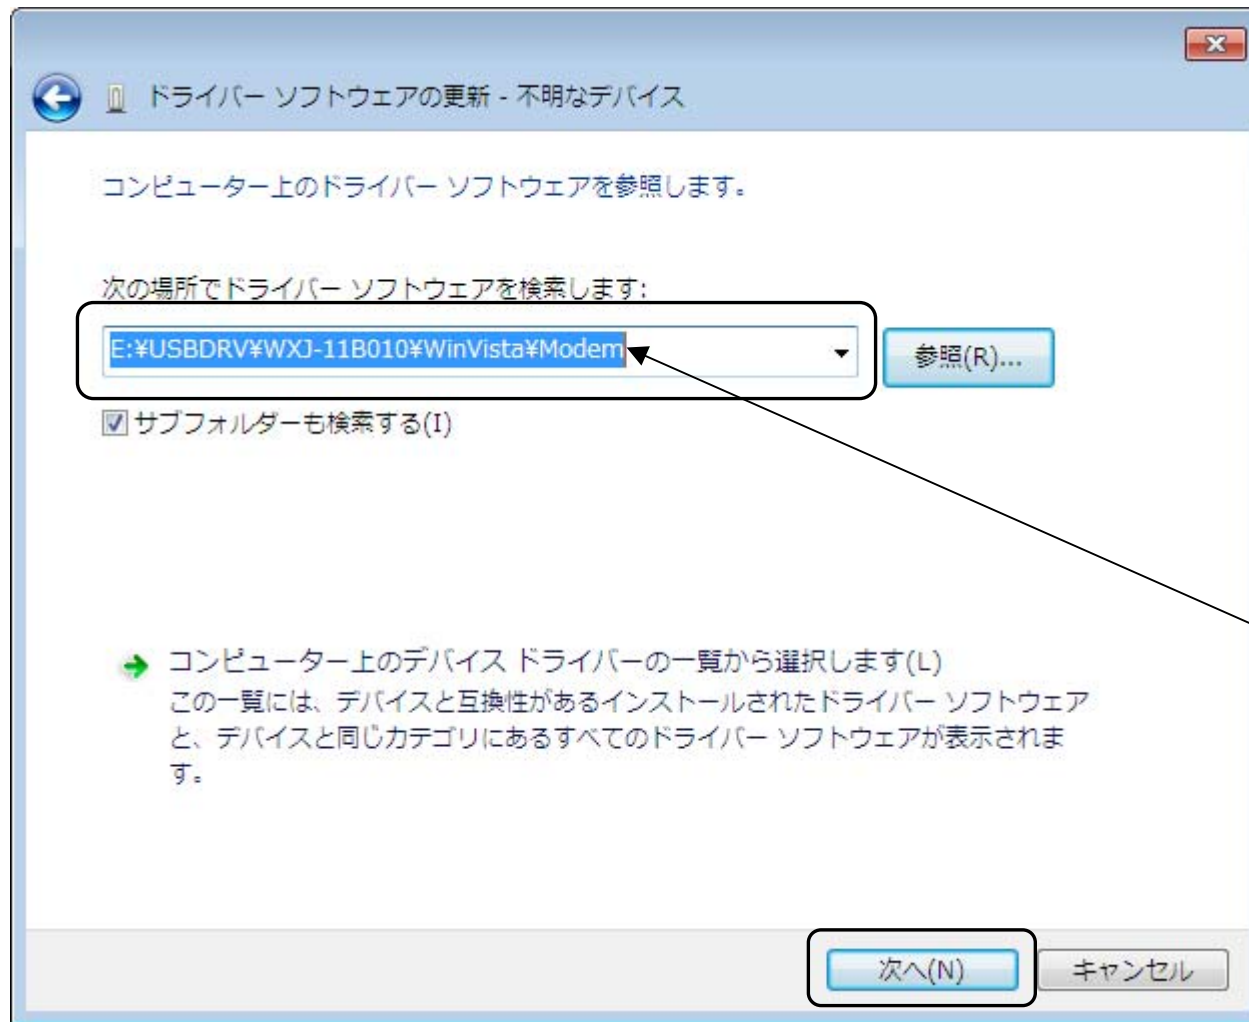 ドライバー ソフトウェアの更新 - 不明なデバイス
コンピューター上のドライバー ソフトウェアを参照します。
次の場所でドライバー ソフトウェアを検索します:
E:¥USBDRV¥WXJ-11B010¥WinVista¥Modem
参照(R)...
サブフォルダーも検索する(I)
コンピューター上のデバイス ドライバーの一覧から選択します(L)
この一覧には、デバイスと互換性があるインストールされたドライバー ソフトウェア
と、デバイスと同じカテゴリにあるすべてのドライバー ソフトウェアが表示されま
す。
次へ(N)
キャンセル